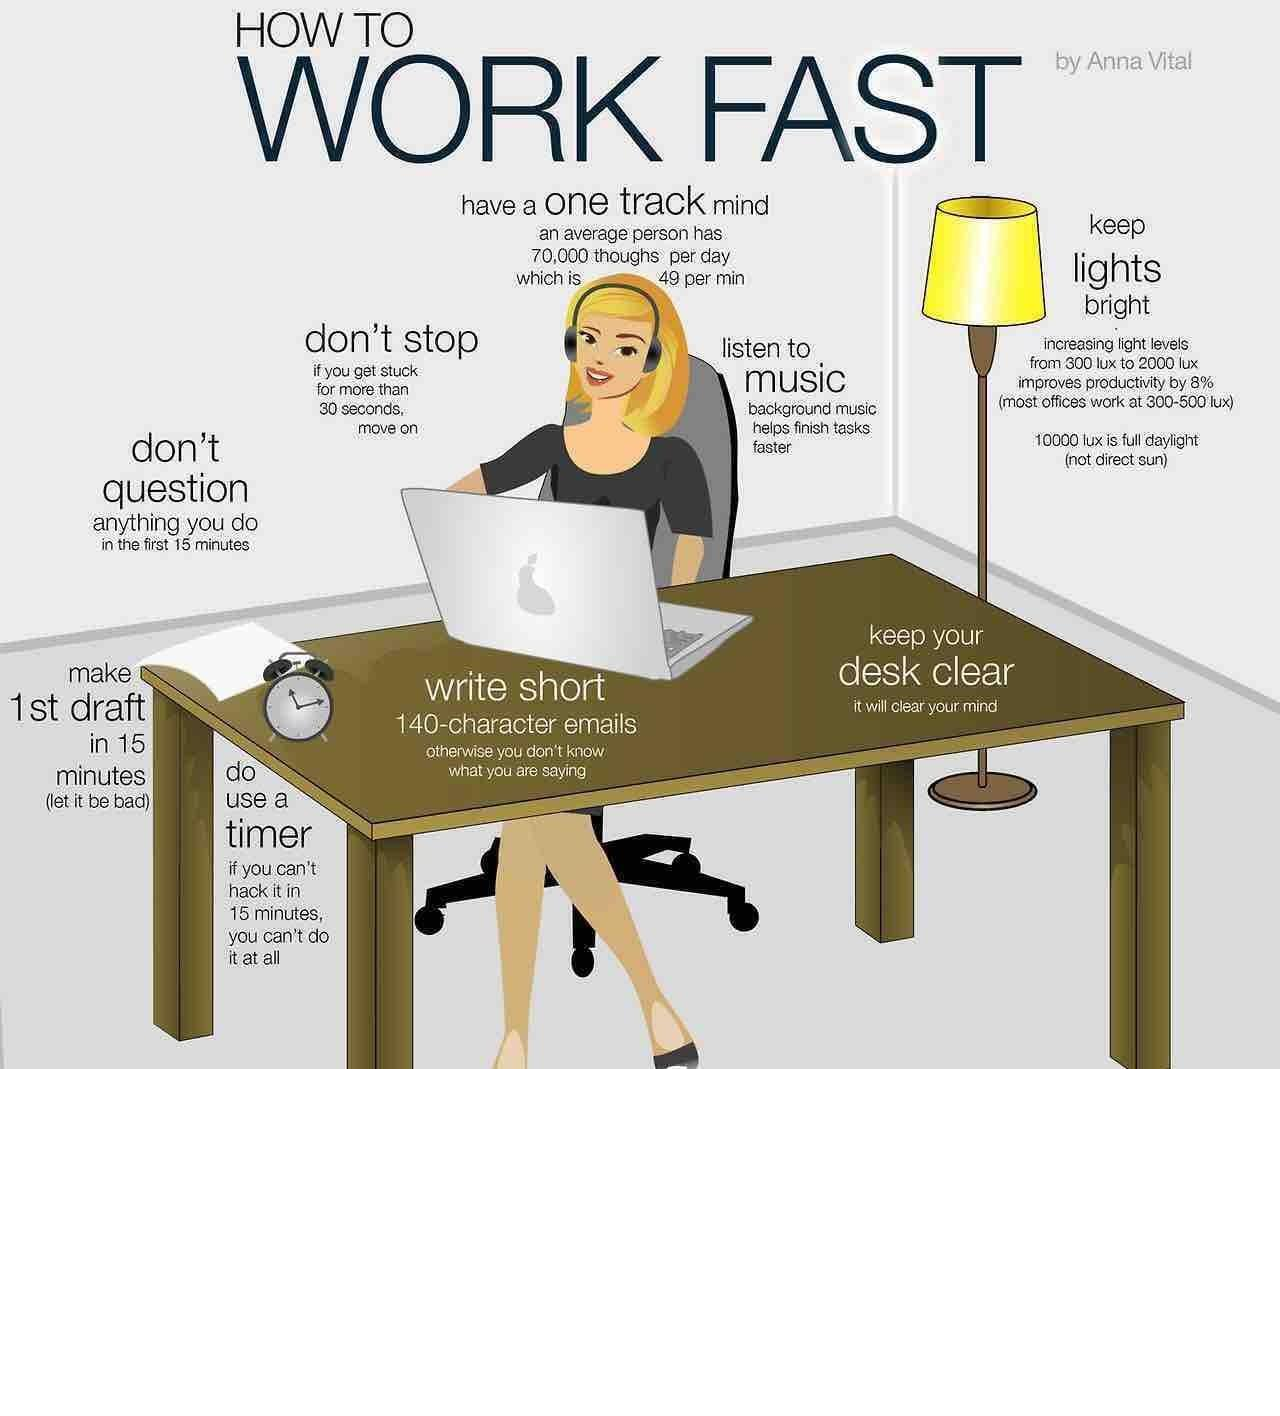 HOW TO
WORK FAST
by Anna Vital
have a one track mind
an average person has
70,000 thoughs per day
which is 49 per min
don't stop
if you get stuck
for more than
30 seconds,
move on
listen to
music
background music
helps finish tasks
faster
keep
lights
bright
increasing light levels
from 300 lux to 2000 lux
improves productivity by 8%
(most offices work at 300-500 lux)
10000 lux is full daylight
(not direct sun)
don't
question
anything you do
in the first 15 minutes
make
1st draft
in 15
minutes
(let it be bad)
do
use a
timer
if you can't
hack it in
15 minutes,
you can't do
it at all
write short
140-character emails
otherwise you don't know
what you are saying
keep your
desk clear
it will clear your mind